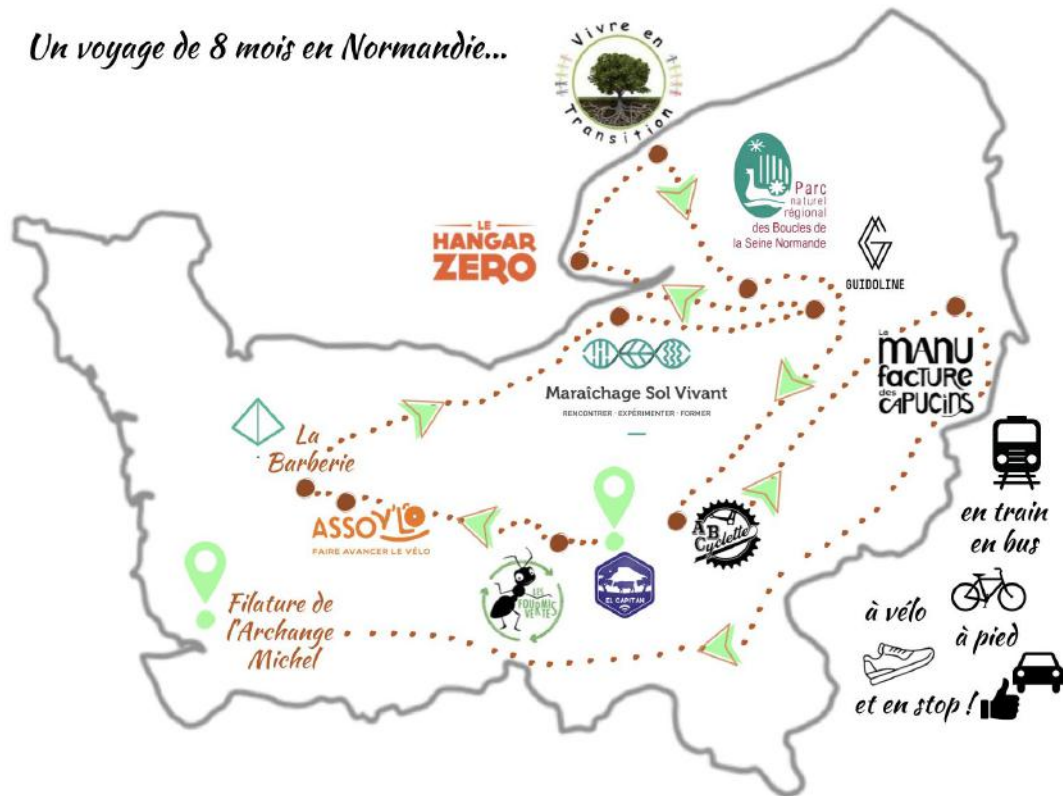 Un voyage de 8 mois en Normandie...
Vivre en
Transition
LE
HANGAR
ZERO
Parc
naturel
régional
des Boucles de
la Seine Normande
GUIDOLINE
La
MANU
facTURE
des
CAPUCINS
Maraîchage Sol Vivant
RENCONTRER - EXPÉRIMENTER - FORMER
La
Barberie
ASSOV'LO
FAIRE AVANCER LE VÉLO
LES
FOURMIS
VERTES
EL CAPITAN
AB
Cyclette
Filature de
l'Archange
Michel
en train
en bus
à vélo
à pied
et en stop !